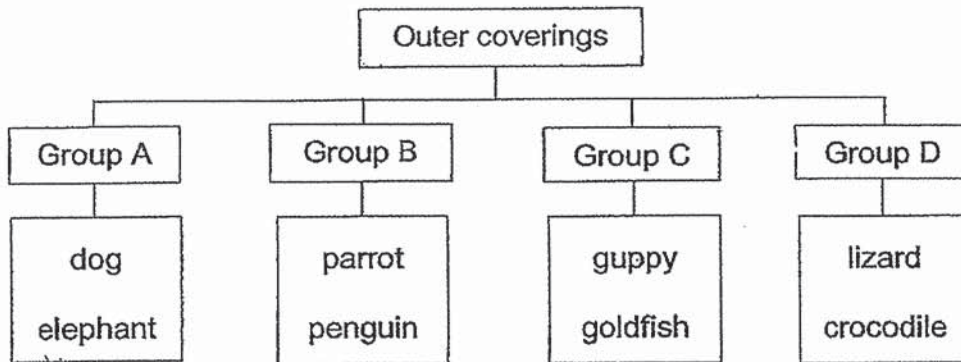 Outer coverings
Group A
Group B
Group C
Group D
dog
elephant
parrot
penguin
guppy
goldfish
lizard
crocodile